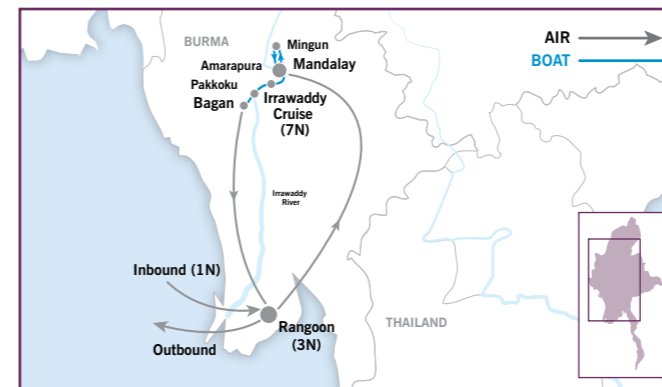 BURMA
Mingun
AIR
Amarapura
Mandalay
BOAT
Pakkoku
Bagan
Irrawaddy
Cruise
(7N)
Irrawaddy
River
Inbound (1N)
Rangoon
(3N)
THAILAND
Outbound